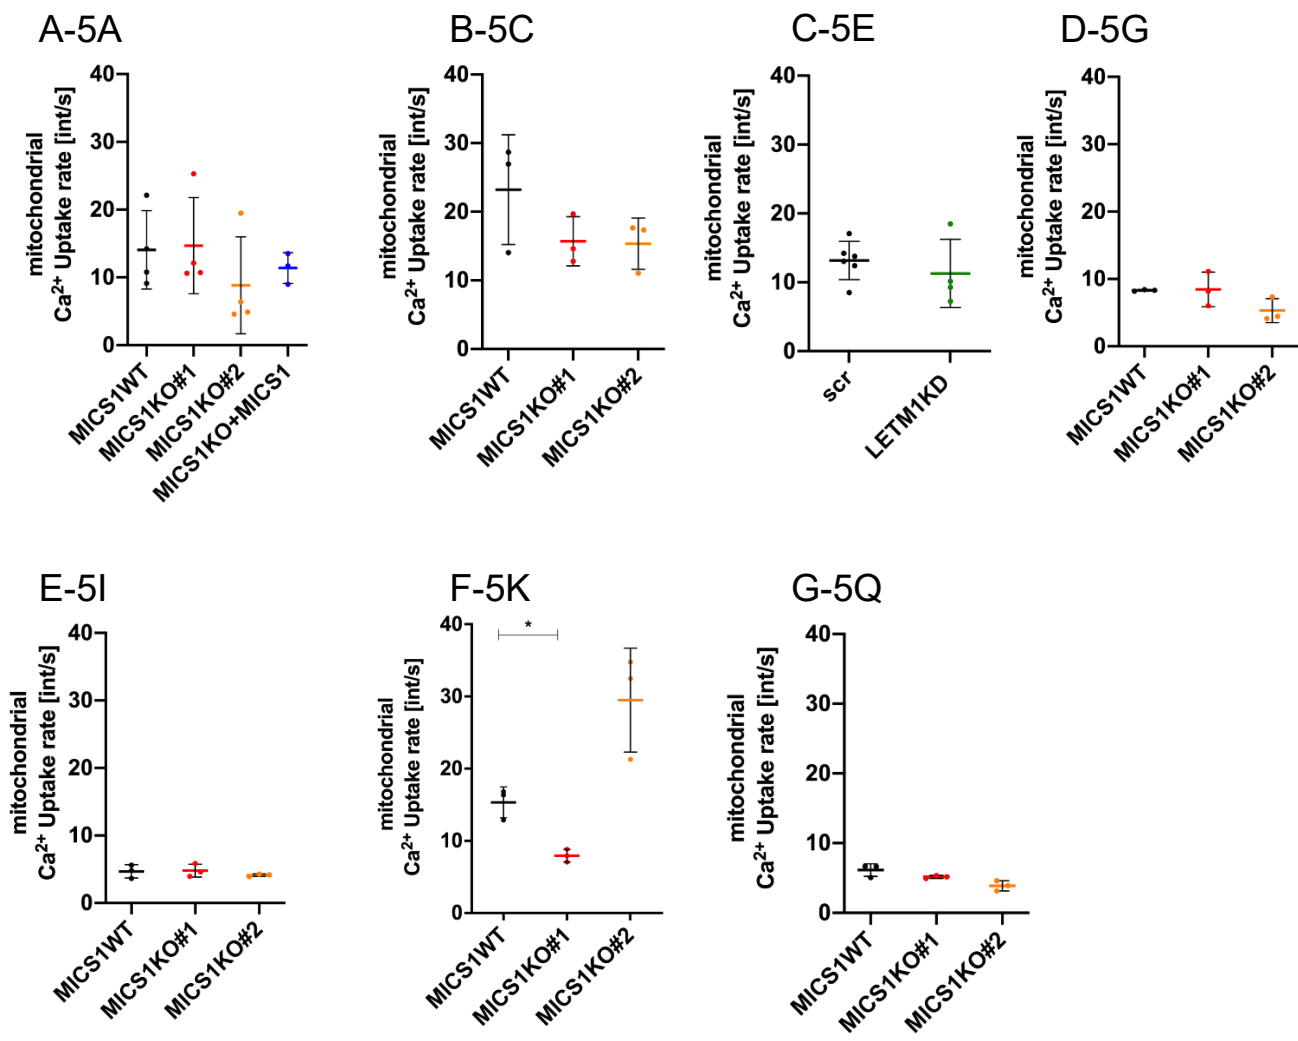 A-5A
mitochondrial
Ca²⁺ Uptake rate [int/s]
40
30
20
10
0
MICS1WT
MICS1KO#1
MICS1KO#2
MICS1KO+MICS1
B-5C
mitochondrial
Ca²⁺ Uptake rate [int/s]
40
30
20
10
0
MICS1WT
MICS1KO#1
MICS1KO#2
C-5E
mitochondrial
Ca²⁺ Uptake rate [int/s]
40
30
20
10
0
scr
LETM1KD
D-5G
mitochondrial
Ca²⁺ Uptake rate [int/s]
40
30
20
10
0
MICS1WT
MICS1KO#1
MICS1KO#2
E-5I
mitochondrial
Ca²⁺ Uptake rate [int/s]
40
30
20
10
0
MICS1WT
MICS1KO#1
MICS1KO#2
F-5K
mitochondrial
Ca²⁺ Uptake rate [int/s]
40
30
20
10
0
*
MICS1WT
MICS1KO#1
MICS1KO#2
G-5Q
mitochondrial
Ca²⁺ Uptake rate [int/s]
40
30
20
10
0
MICS1WT
MICS1KO#1
MICS1KO#2